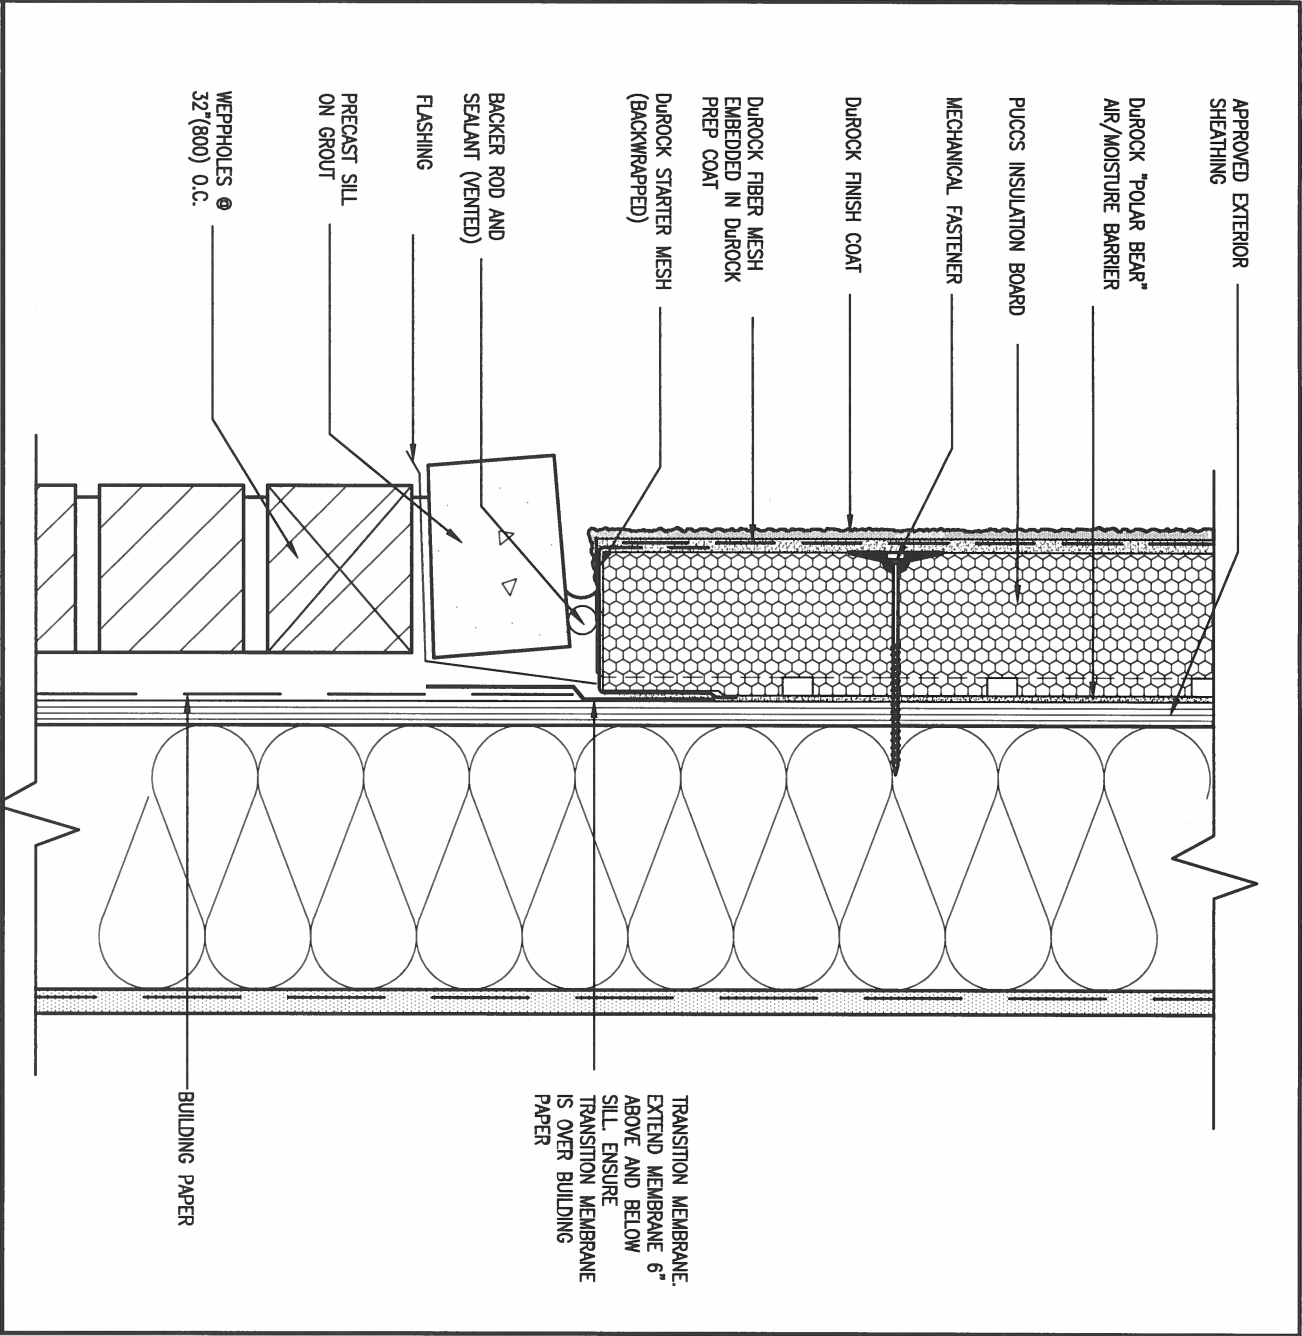 APPROVED EXTERIOR
SHEATHING
DuROCK "POLAR BEAR"
AIR/MOISTURE BARRIER
PUCCS INSULATION BOARD
MECHANICAL FASTENER
DuROCK FINISH COAT
DuROCK FIBER MESH
EMBEDDED IN DuROCK
PREP COAT
DuROCK STARTER MESH
(BACKWRAPPED)
BACKER ROD AND
SEALANT (VENTED)
FLASHING
PRECAST SILL
ON GROUT
WEPPHOLES @
32"(800) O.C.
TRANSITION MEMBRANE.
EXTEND MEMBRANE 6"
ABOVE AND BELOW
SILL. ENSURE
TRANSITION MEMBRANE
IS OVER BUILDING
PAPER
BUILDING PAPER